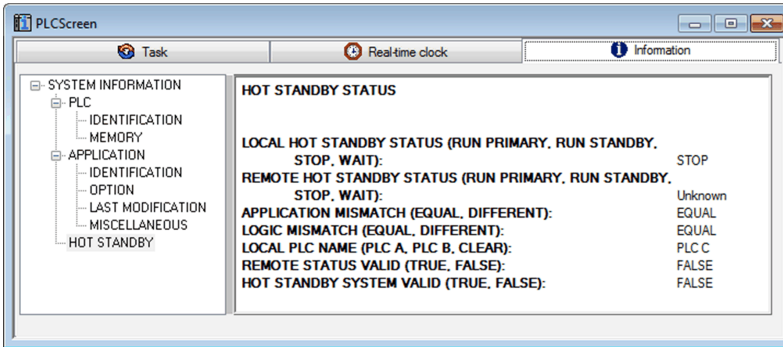 PLCScreen
Task
Real-time clock
Information
SYSTEM INFORMATION
PLC
IDENTIFICATION
MEMORY
APPLICATION
IDENTIFICATION
OPTION
LAST MODIFICATION
MISCELLANEOUS
HOT STANDBY
HOT STANDBY STATUS
LOCAL HOT STANDBY STATUS (RUN PRIMARY, RUN STANDBY,
STOP, WAIT): STOP
REMOTE HOT STANDBY STATUS (RUN PRIMARY, RUN STANDBY,
STOP, WAIT): Unknown
APPLICATION MISMATCH (EQUAL, DIFFERENT): EQUAL
LOGIC MISMATCH (EQUAL, DIFFERENT): EQUAL
LOCAL PLC NAME (PLC A, PLC B, CLEAR): PLC C
REMOTE STATUS VALID (TRUE, FALSE): FALSE
HOT STANDBY SYSTEM VALID (TRUE, FALSE): FALSE